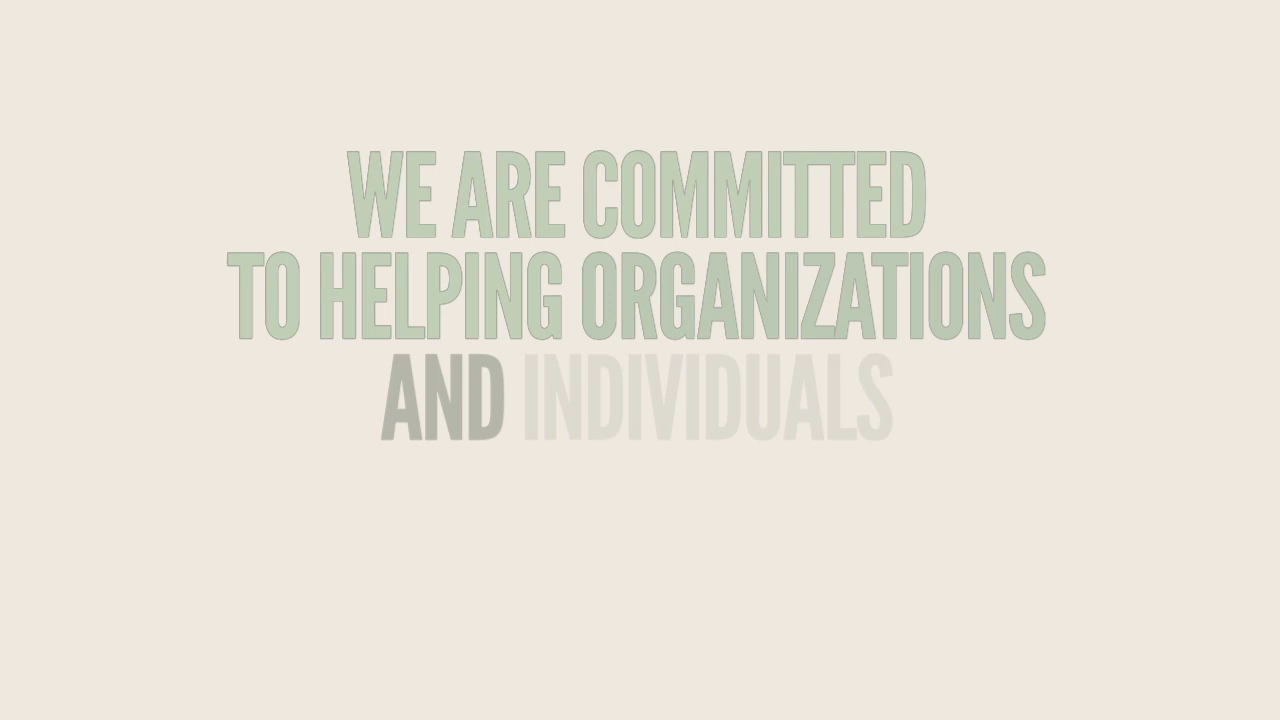 WE ARE COMMITTED
TO HELPING ORGANIZATIONS
AND INDIVIDUALS